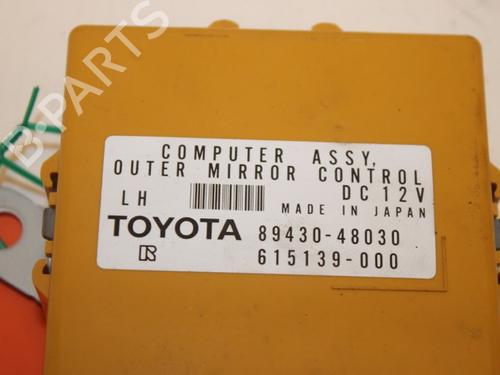 COMPUTER ASSY,
OUTER MIRROR CONTROL
LH DC 12V
MADE IN JAPAN
TOYOTA 89430-48030
R 615139-000
B-PARTS